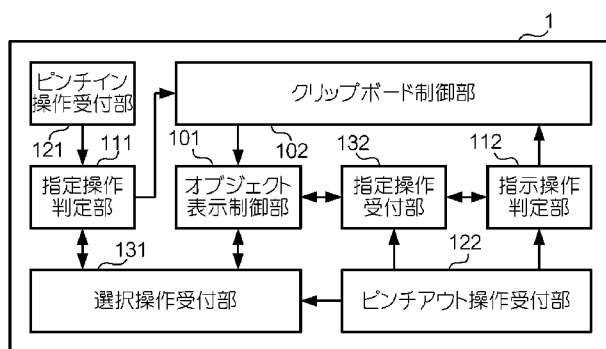 1
ピンチイン
操作受付部
クリップボード制御部
121
111
101
102
132
112
指定操作
判定部
オブジェクト
表示制御部
指定操作
受付部
指示操作
判定部
131
122
選択操作受付部
ピンチアウト操作受付部